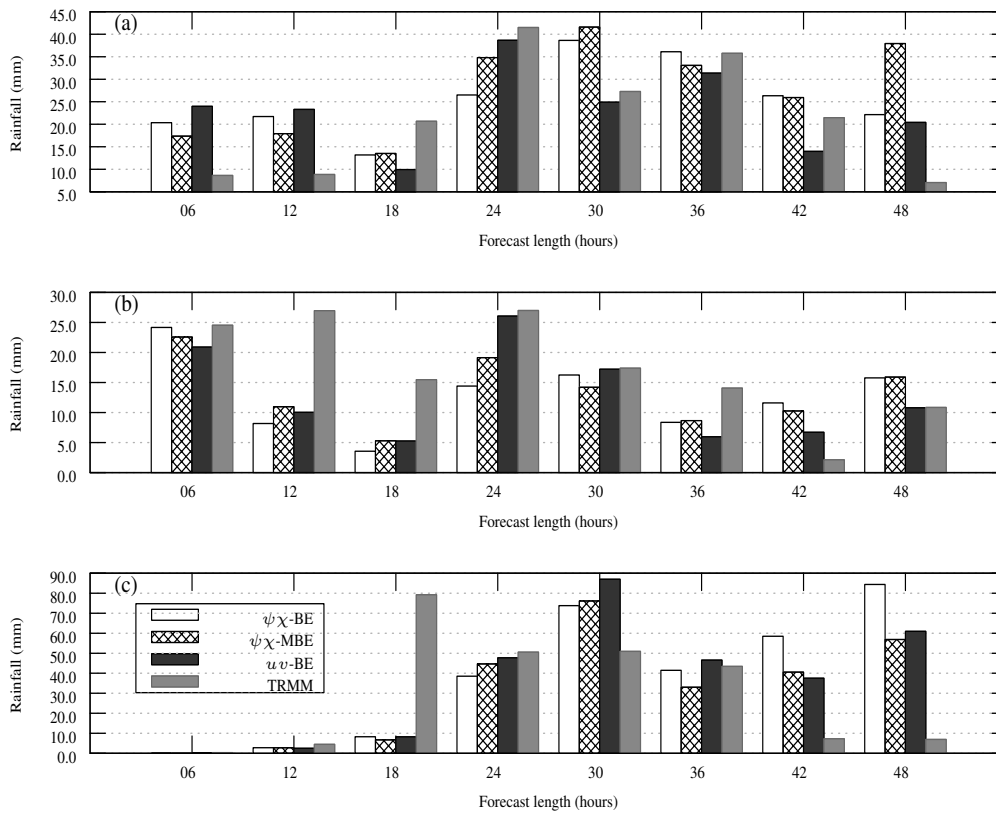 (a)
Rainfall (mm)
45.0
40.0
35.0
30.0
25.0
20.0
15.0
10.0
5.0
06 12 18 24 30 36 42 48
Forecast length (hours)
(b)
Rainfall (mm)
30.0
25.0
20.0
15.0
10.0
5.0
0.0
06 12 18 24 30 36 42 48
Forecast length (hours)
(c)
Rainfall (mm)
90.0
80.0
70.0
60.0
50.0
40.0
30.0
20.0
10.0
0.0
ψχ-BE
ψχ-MBE
uv-BE
TRMM
06 12 18 24 30 36 42 48
Forecast length (hours)